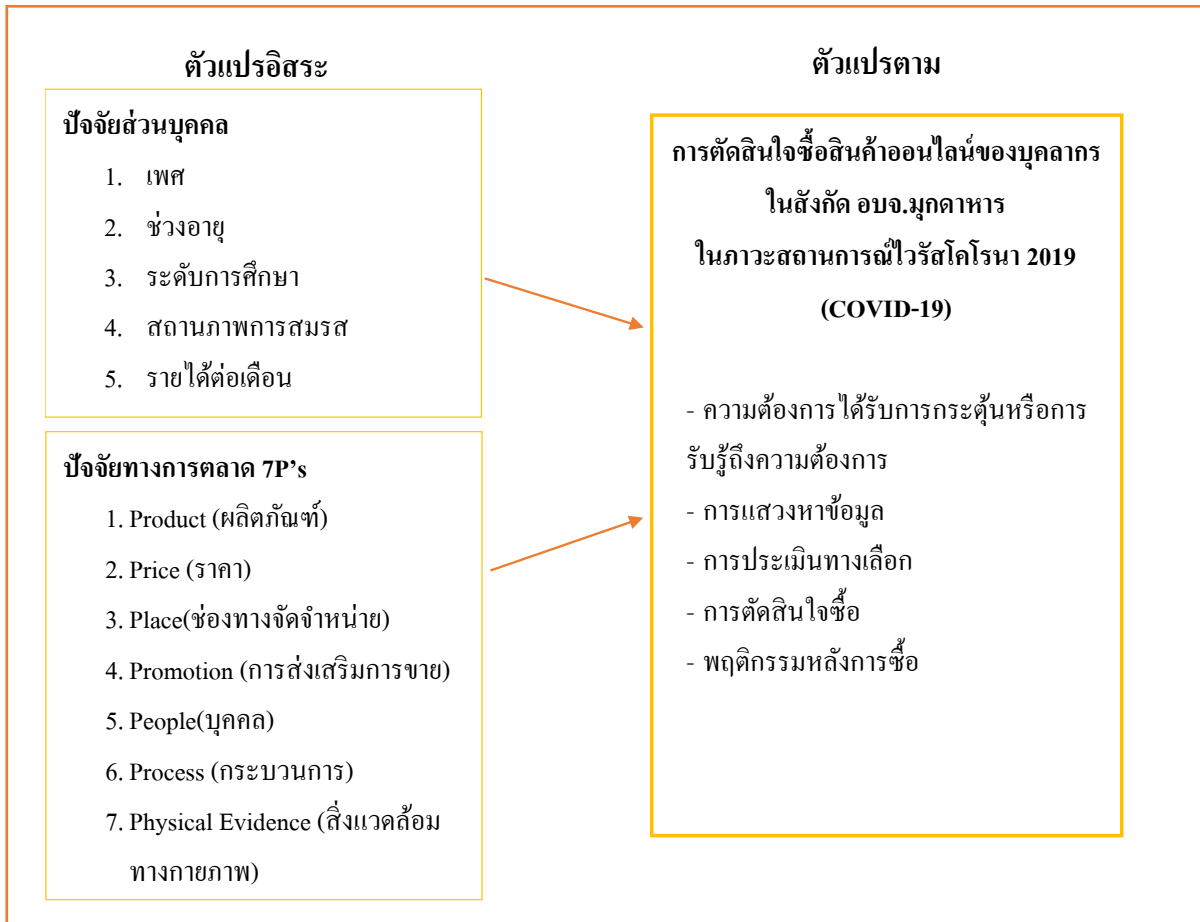 ตัวแปรอิสระ
ปัจจัยส่วนบุคคล
1. เพศ
2. ช่วงอายุ
3. ระดับการศึกษา
4. สถานภาพการสมรส
5. รายได้ต่อเดือน
ปัจจัยทางการตลาด 7P’s
1. Product (ผลิตภัณฑ์)
2. Price (ราคา)
3. Place(ช่องทางจัดจำหน่าย)
4. Promotion (การส่งเสริมการขาย)
5. People(บุคคล)
6. Process (กระบวนการ)
7. Physical Evidence (สิ่งแวดล้อม
ทางกายภาพ)
ตัวแปรตาม
การตัดสินใจซื้อสินค้าออนไลน์ของบุคลากร
ในสังกัด อบจ.มุกดาหาร
ในภาวะสถานการณ์ไวรัสโคโรนา 2019
(COVID-19)
- ความต้องการได้รับการกระตุ้นหรือการ
รับรู้ถึงความต้องการ
- การแสวงหาข้อมูล
- การประเมินทางเลือก
- การตัดสินใจซื้อ
- พฤติกรรมหลังการซื้อ